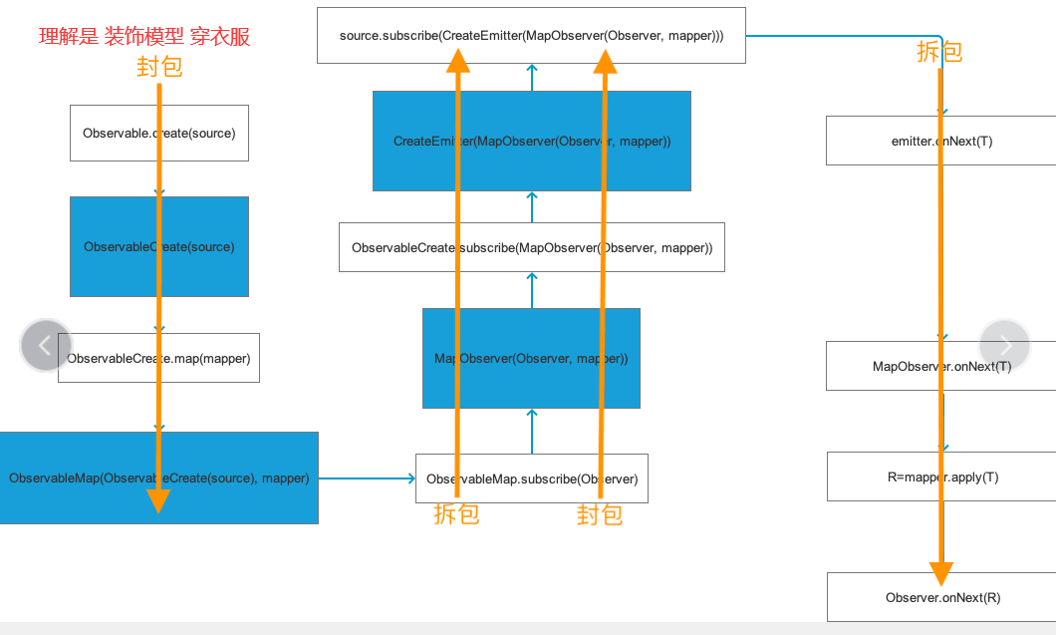 理解是 装饰模型 穿衣服
封包
Observable.create(source)
ObservableCreate(source)
ObservableCreate.map(mapper)
ObservableMap(ObservableCreate(source), mapper)
source.subscribe(CreateEmitter(MapObserver(Observer, mapper)))
CreateEmitter(MapObserver(Observer, mapper))
ObservableCreate.subscribe(MapObserver(Observer, mapper))
MapObserver(Observer, mapper))
ObservableMap.subscribe(Observer)
拆包
封包
拆包
emitter.onNext(T)
MapObserver.onNext(T)
R=mapper.apply(T)
Observer.onNext(R)